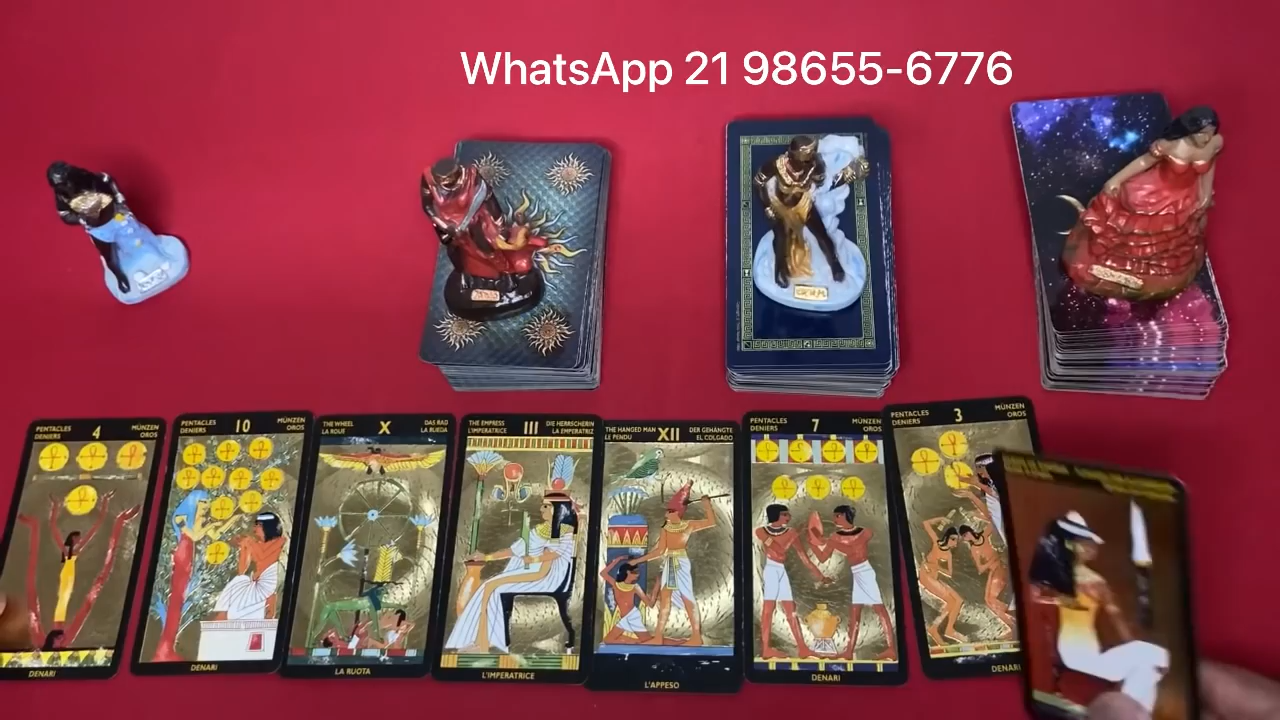 WhatsApp 21 98655-6776
PENTACLES
DENIERS
4
MÜNZEN
OROS
DENARI
PENTACLES
DENIERS
10
MÜNZEN
OROS
DENARI
THE WHEEL
LA ROUE
X
DAS RAD
LA RUEDA
LA RUOTA
THE EMPRESS
L'IMPERATRICE
III
DIE HERRSCHERIN
LA EMPERATRIZ
L'IMPERATRICE
THE HANGED MAN
LE PENDU
XII
DER GEHÄNGTE
EL COLGADO
L'APPESO
PENTACLES
DENIERS
7
MÜNZEN
OROS
DENARI
PENTACLES
DENIERS
3
MÜNZEN
OROS
DENARI